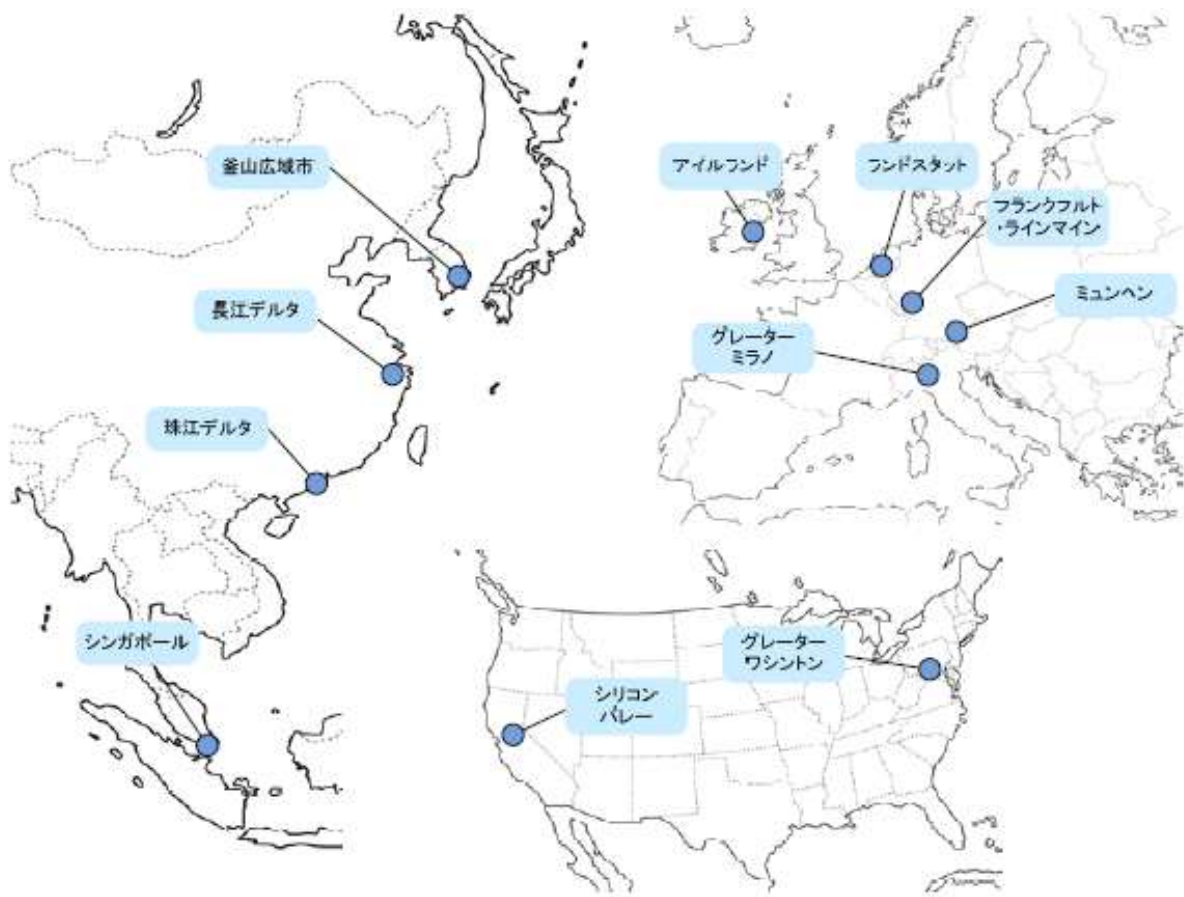 釜山広域市
長江デルタ
珠江デルタ
シンガポール
アイルランド
ランドスタット
フランクフルト
・ラインマイン
ミュンヘン
グレーター
ミラノ
グレーター
ワシントン
シリコン
バレー